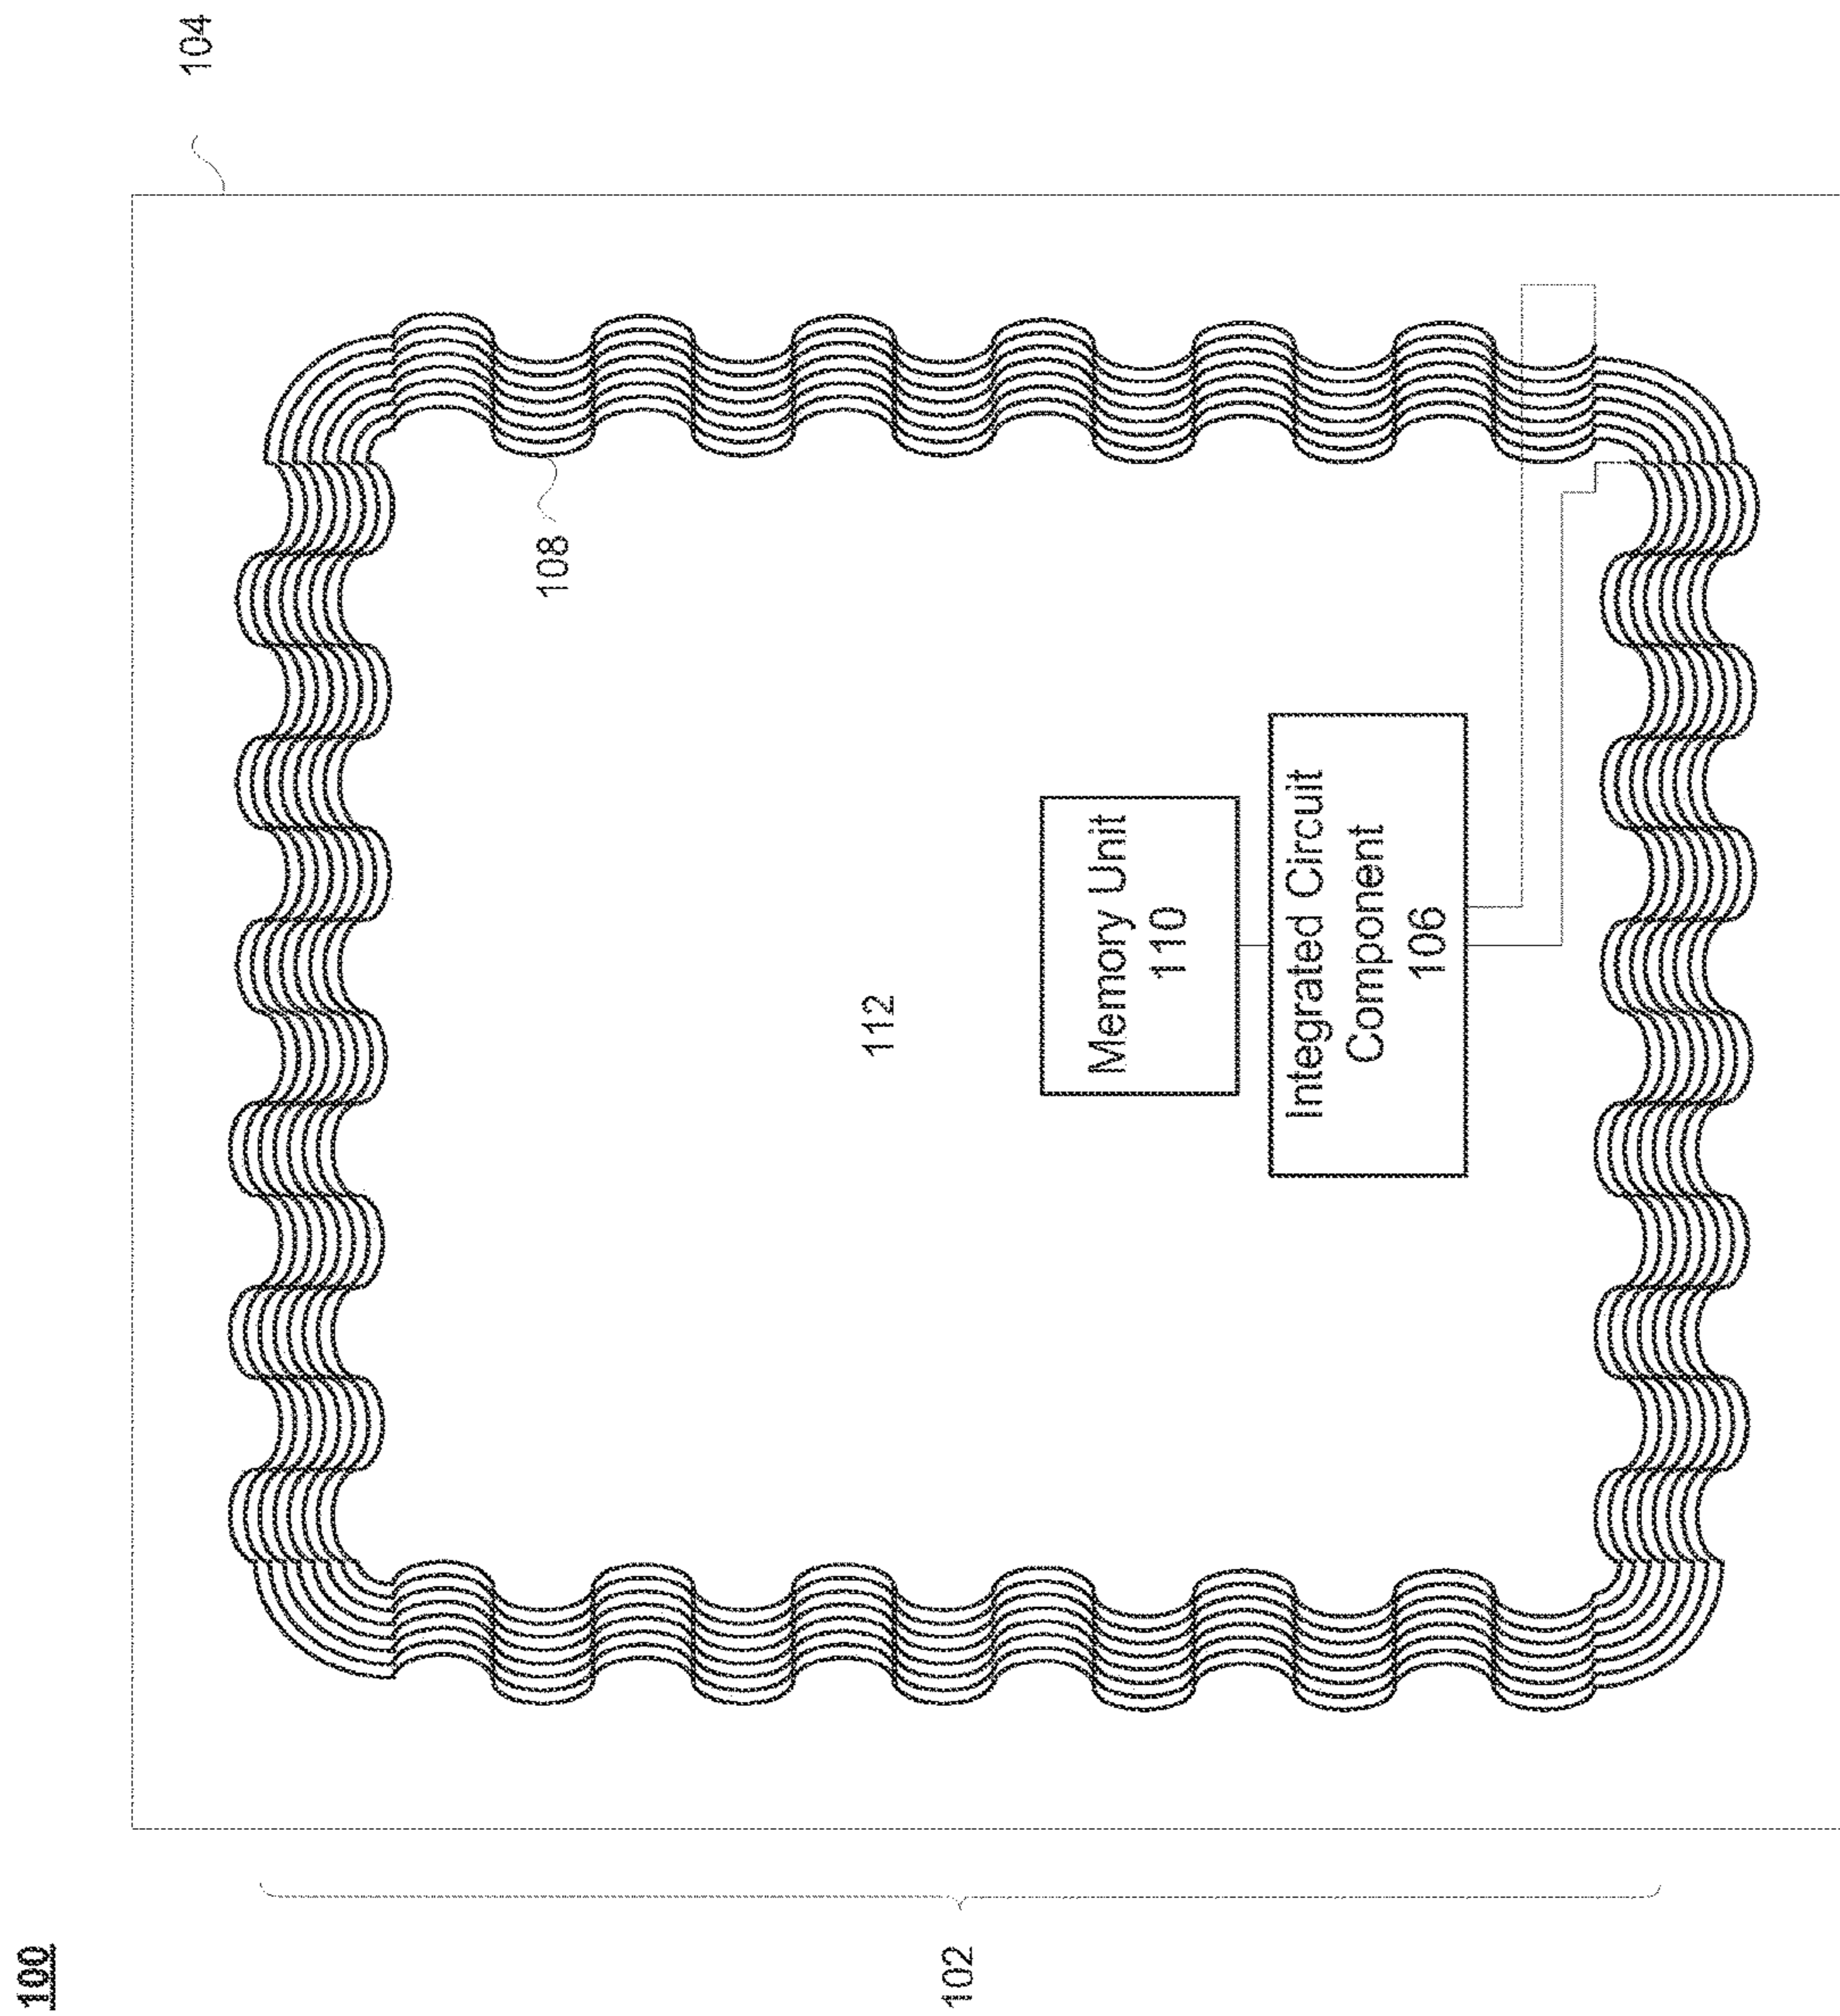 100
102
104
108
112
Memory Unit
110
Integrated Circuit
Component
106